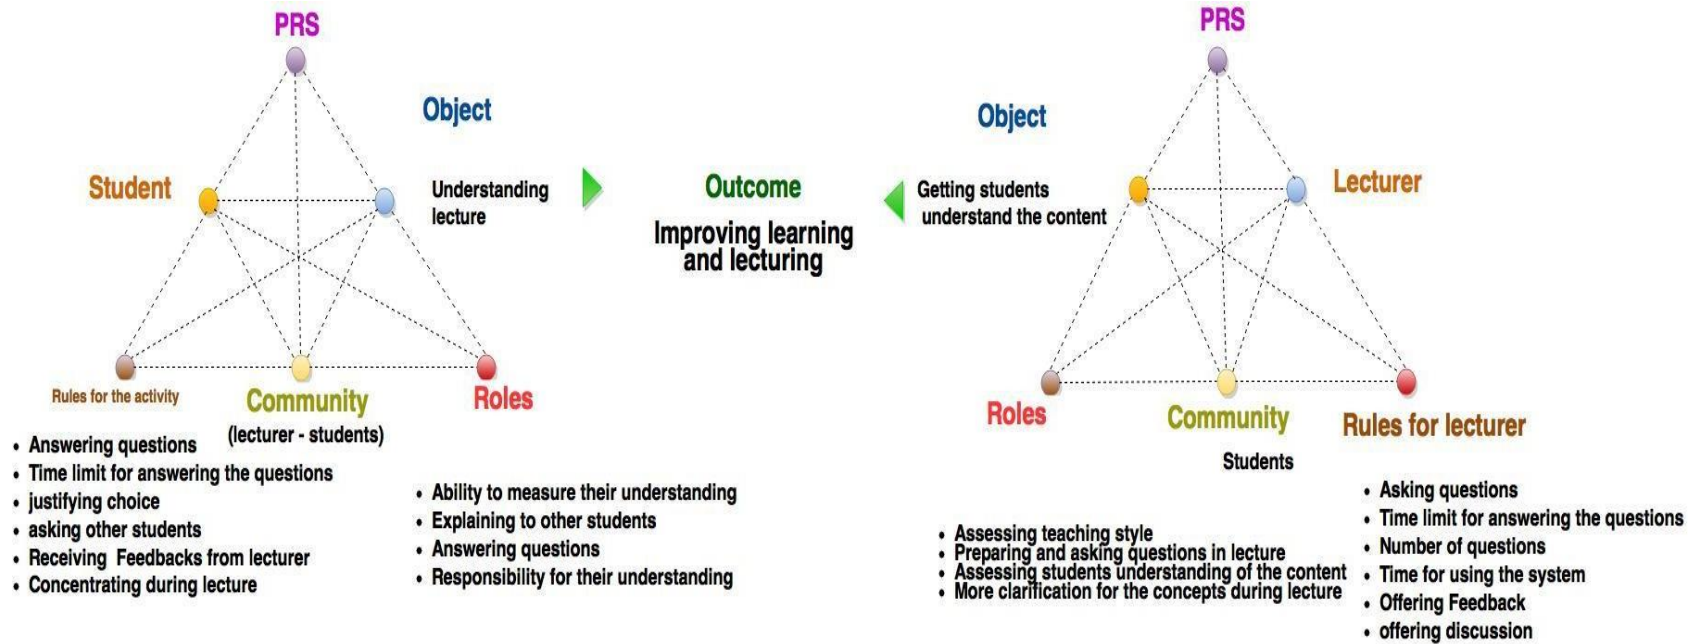 PRS
Object
Student
Understanding
lecture
Rules for the activity
Community
(lecturer - students)
Roles
• Answering questions
• Time limit for answering the questions
• justifying choice
• asking other students
• Receiving Feedbacks from lecturer
• Concentrating during lecture
• Ability to measure their understanding
• Explaining to other students
• Answering questions
• Responsibility for their understanding
Outcome
Improving learning
and lecturing
PRS
Object
Lecturer
Getting students
understand the content
Roles
Community
Students
Rules for lecturer
• Assessing teaching style
• Preparing and asking questions in lecture
• Assessing students understanding of the content
• More clarification for the concepts during lecture
• Asking questions
• Time limit for answering the questions
• Number of questions
• Time for using the system
• Offering Feedback
• offering discussion